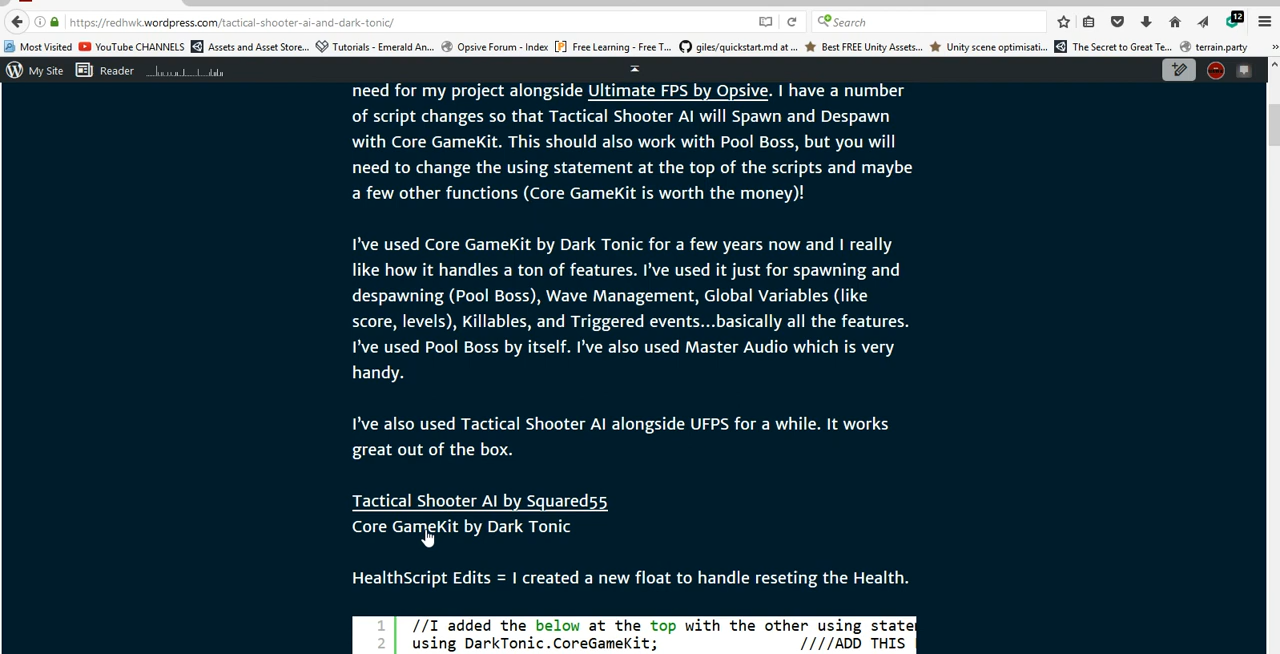 https://redhwk.wordpress.com/tactical-shooter-ai-and-dark-tonic/
Search
12
Most Visited YouTube CHANNELS Assets and Asset Store... Tutorials - Emerald An... Opsive Forum - Index Free Learning - Free T... giles/quickstart.md at ... Best FREE Unity Assets... Unity scene optimisati... The Secret to Great Te... terrain.party
My Site Reader
need for my project alongside Ultimate FPS by Opsive. I have a number
of script changes so that Tactical Shooter AI will Spawn and Despawn
with Core GameKit. This should also work with Pool Boss, but you will
need to change the using statement at the top of the scripts and maybe
a few other functions (Core GameKit is worth the money)!
I've used Core GameKit by Dark Tonic for a few years now and I really
like how it handles a ton of features. I've used it just for spawning and
despawning (Pool Boss), Wave Management, Global Variables (like
score, levels), Killables, and Triggered events...basically all the features.
I've used Pool Boss by itself. I've also used Master Audio which is very
handy.
I've also used Tactical Shooter AI alongside UFPS for a while. It works
great out of the box.
Tactical Shooter AI by Squared55
Core GameKit by Dark Tonic
HealthScript Edits = I created a new float to handle reseting the Health.
1 //I added the below at the top with the other using state
2 using DarkTonic.CoreGameKit; ////ADD THIS